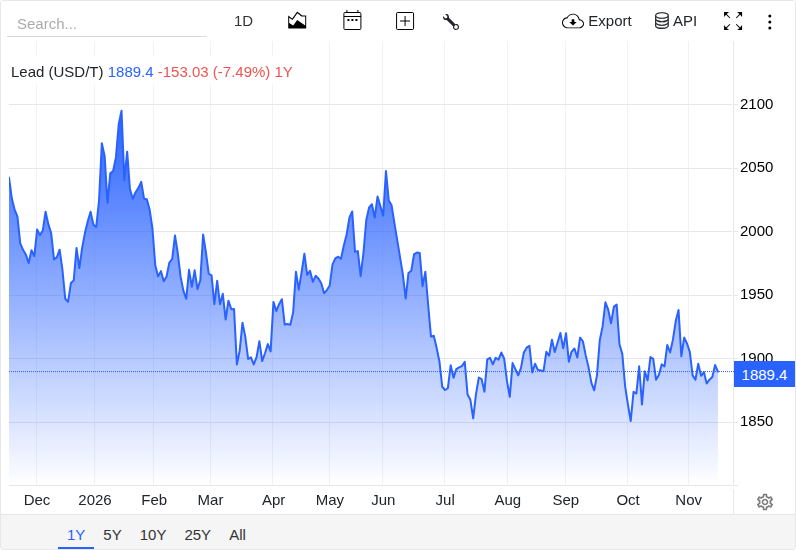 Search... 1D Export API
Lead (USD/T) 1889.4 -153.03 (-7.49%) 1Y
2100
2050
2000
1950
1900
1889.4
1850
Dec 2026 Feb Mar Apr May Jun Jul Aug Sep Oct Nov
1Y 5Y 10Y 25Y All